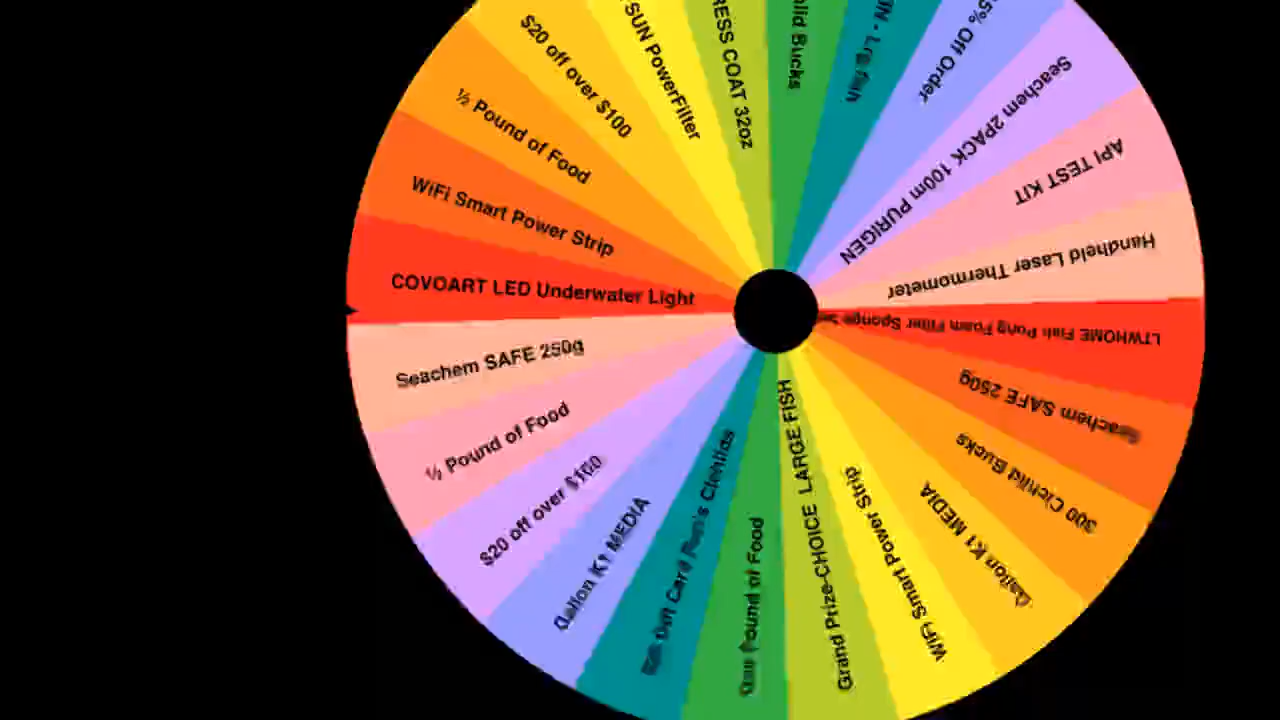 $20 off over $100
SUN PowerFilter
RESS COAT 32oz
Bucks
5% Off Order
Seachem 2PACK 100m PURIGEN
API TEST KIT
Handheld Laser Thermometer
LTWHOME Fish Pong Foam Filter Sponge
Seachem SAFE 250g
300 Cichlid Bucks
Gallon K1 MEDIA
WiFi Smart Power Strip
Grand Prize-CHOICE LARGE FISH
One Pound of Food
Gift Card Cichlids
Gallon K1 MEDIA
$20 off over $100
½ Pound of Food
Seachem SAFE 250g
COVOART LED Underwater Light
WiFi Smart Power Strip
½ Pound of Food